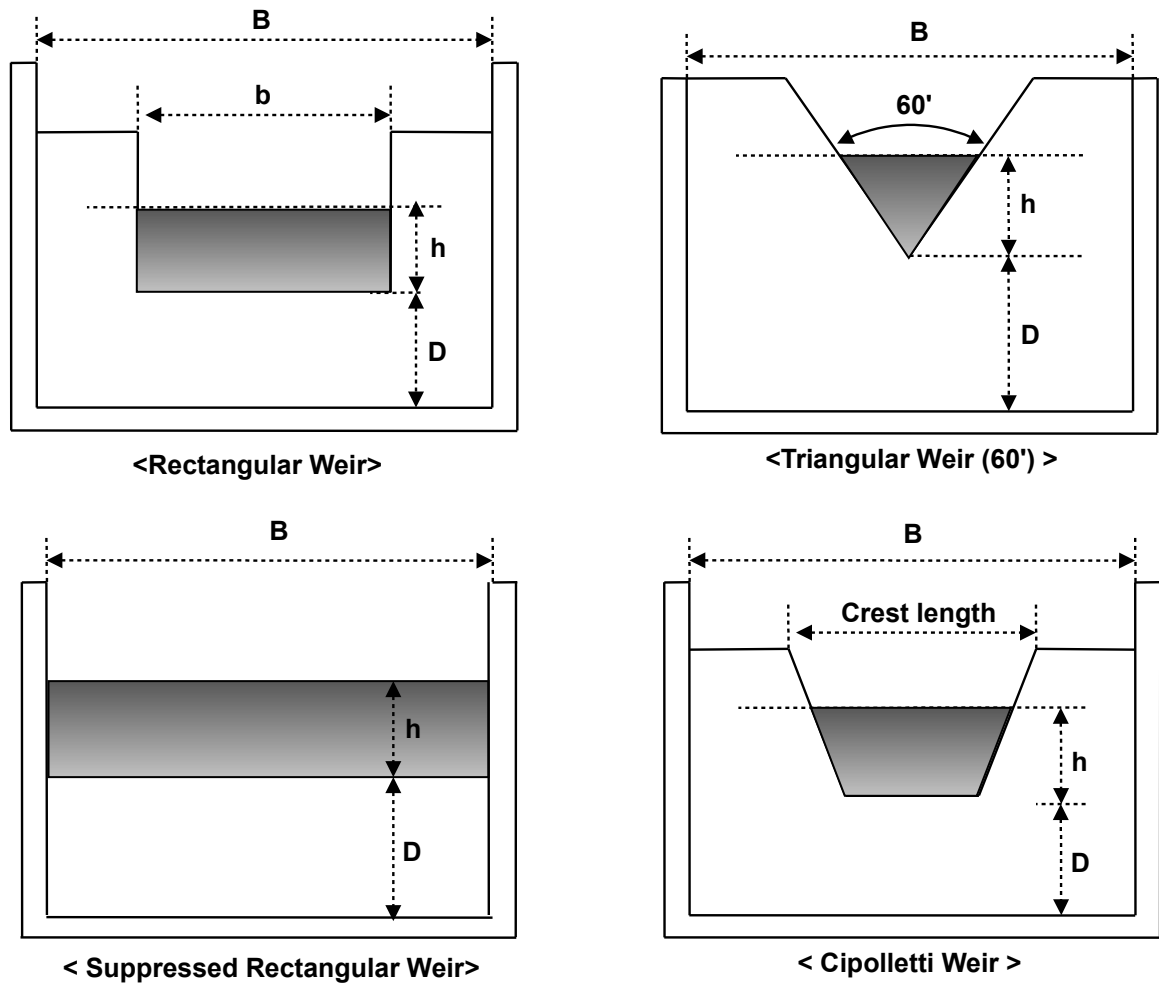 B
b
h
D
<Rectangular Weir>
B
60'
h
D
<Triangular Weir (60') >
B
h
D
< Suppressed Rectangular Weir>
B
Crest length
h
D
< Cipolletti Weir >